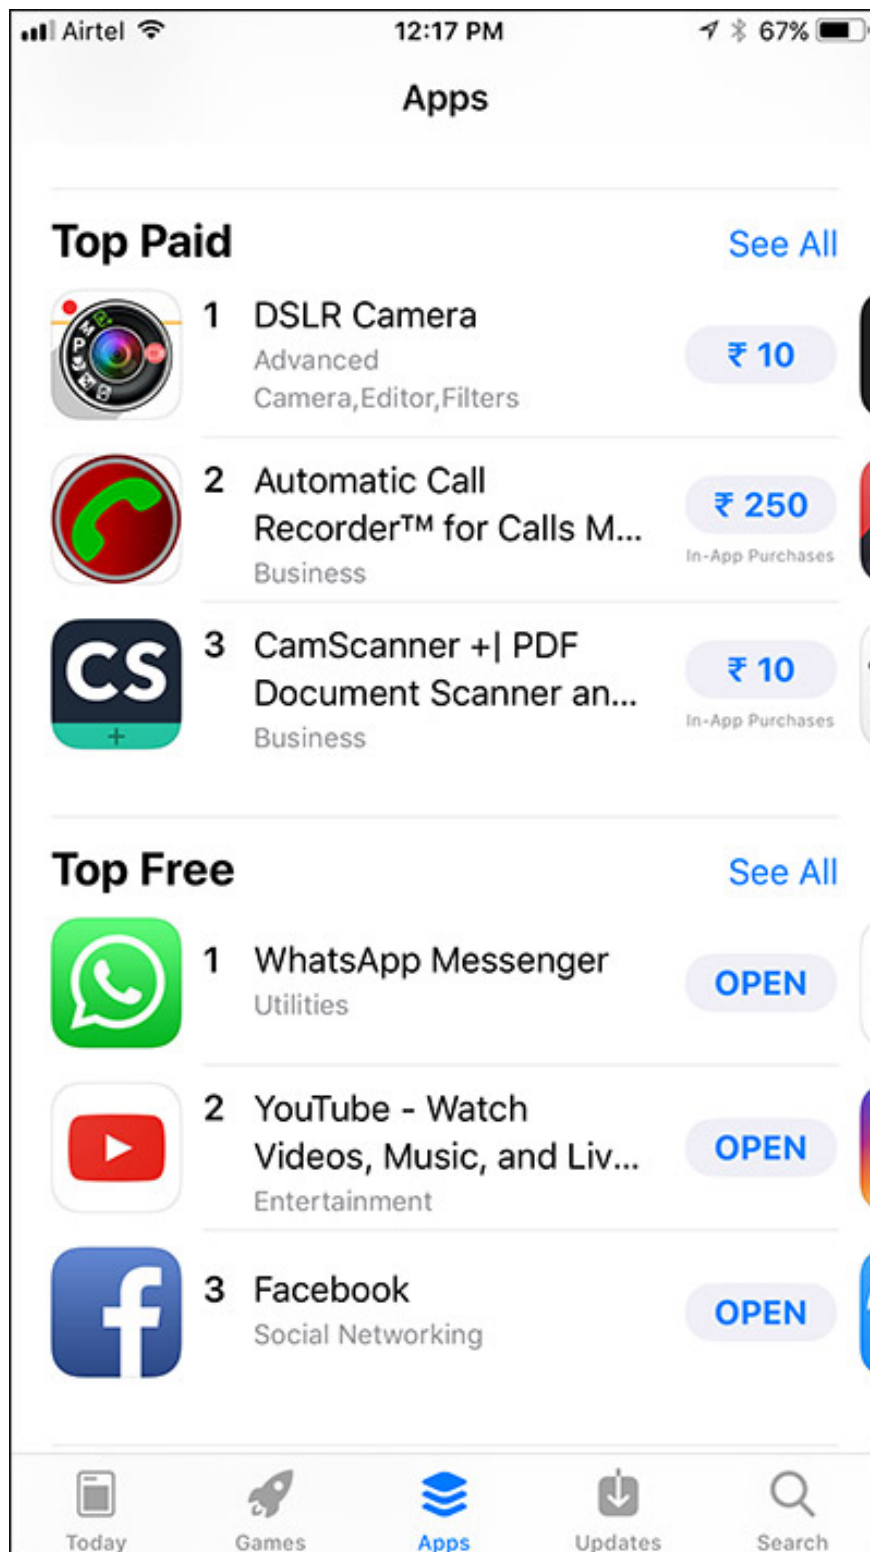 Airtel 12:17 PM 67%
Apps
Top Paid See All
1 DSLR Camera
Advanced
Camera,Editor,Filters
₹ 10
2 Automatic Call
Recorder™ for Calls M...
Business
₹ 250
In-App Purchases
CS
+
3 CamScanner +| PDF
Document Scanner an...
Business
₹ 10
In-App Purchases
Top Free See All
1 WhatsApp Messenger
Utilities
OPEN
2 YouTube - Watch
Videos, Music, and Liv...
Entertainment
OPEN
f
3 Facebook
Social Networking
OPEN
Today Games Apps Updates Search